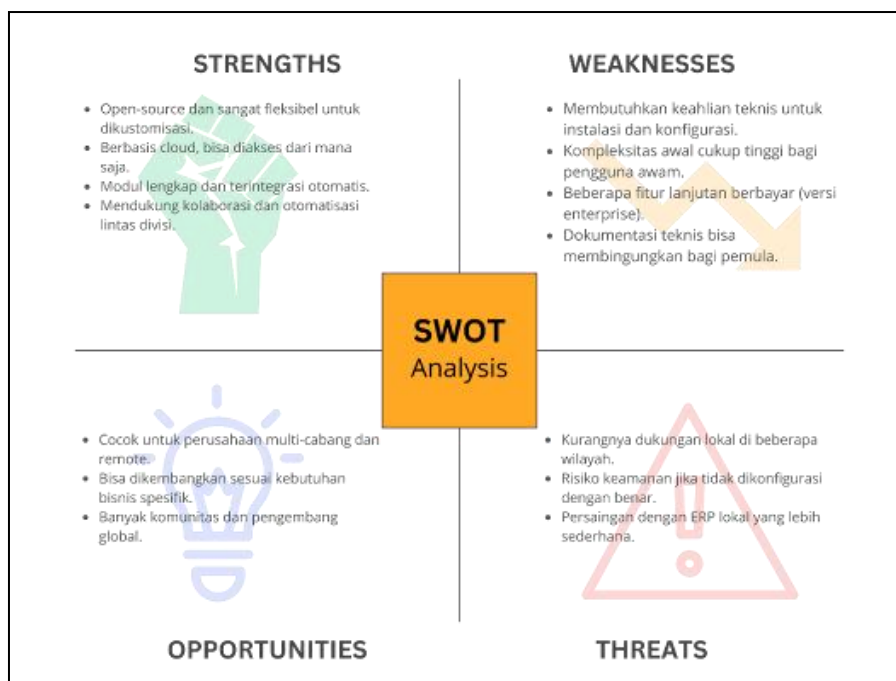 STRENGTHS
• Open-source dan sangat fleksibel untuk
dikustomisasi.
• Berbasis cloud, bisa diakses dari mana
saja.
• Modul lengkap dan terintegrasi otomatis.
• Mendukung kolaborasi dan otomatisasi
lintas divisi.
WEAKNESSES
• Membutuhkan keahlian teknis untuk
instalasi dan konfigurasi.
• Kompleksitas awal cukup tinggi bagi
pengguna awam.
• Beberapa fitur lanjutan berbayar (versi
enterprise).
• Dokumentasi teknis bisa
membingungkan bagi pemula.
SWOT
Analysis
• Cocok untuk perusahaan multi-cabang dan
remote.
• Bisa dikembangkan sesuai kebutuhan
bisnis spesifik.
• Banyak komunitas dan pengembang
global.
OPPORTUNITIES
• Kurangnya dukungan lokal di beberapa
wilayah.
• Risiko keamanan jika tidak dikonfigurasi
dengan benar.
• Persaingan dengan ERP lokal yang lebih
sederhana.
THREATS